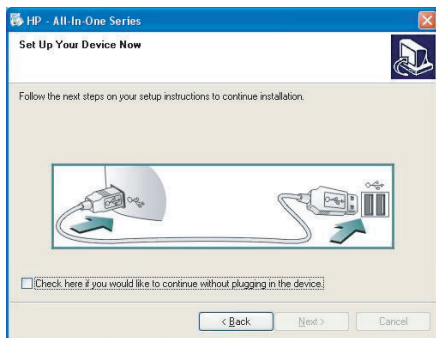 HP - All-In-One Series
Set Up Your Device Now
Follow the next steps on your setup instructions to continue installation.
Check here if you would like to continue without plugging in the device.
< Back
Next >
Cancel